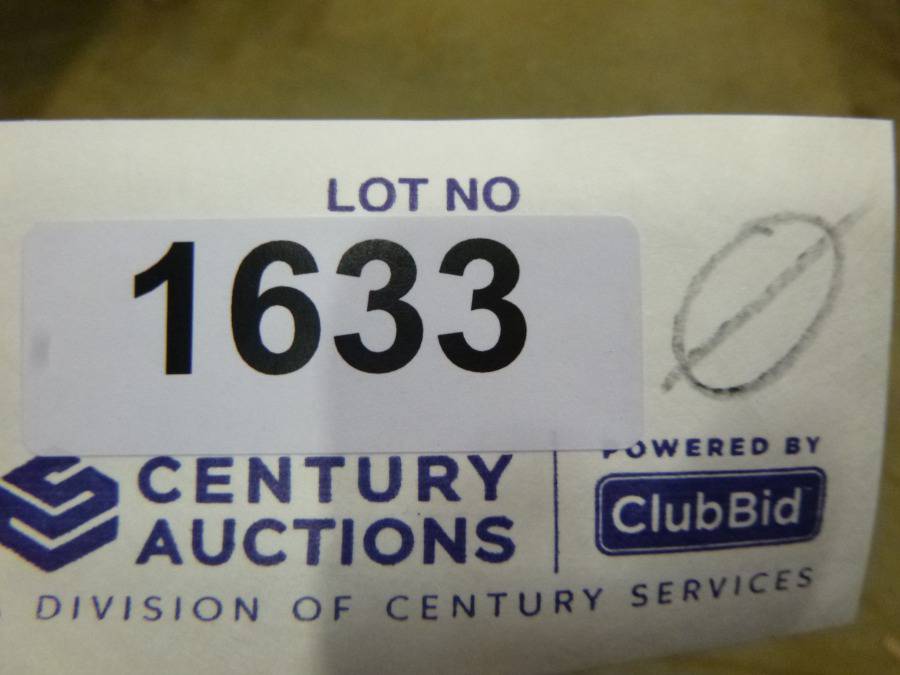 LOT NO
1633
CENTURY
AUCTIONS
POWERED BY
ClubBid
DIVISION OF CENTURY SERVICES